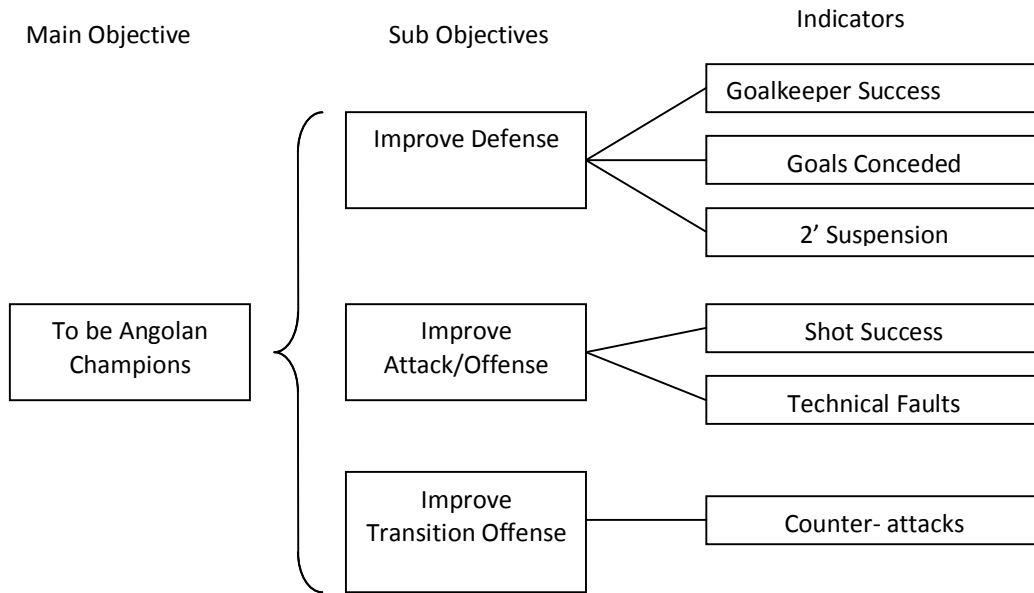 Main Objective
Sub Objectives
Indicators
To be Angolan
Champions
Improve Defense
Goalkeeper Success
Goals Conceded
2’ Suspension
Improve
Attack/Offense
Shot Success
Technical Faults
Improve
Transition Offense
Counter- attacks